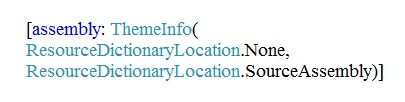 [assembly: ThemeInfo(
ResourceDictionaryLocation.None,
ResourceDictionaryLocation.SourceAssembly)]